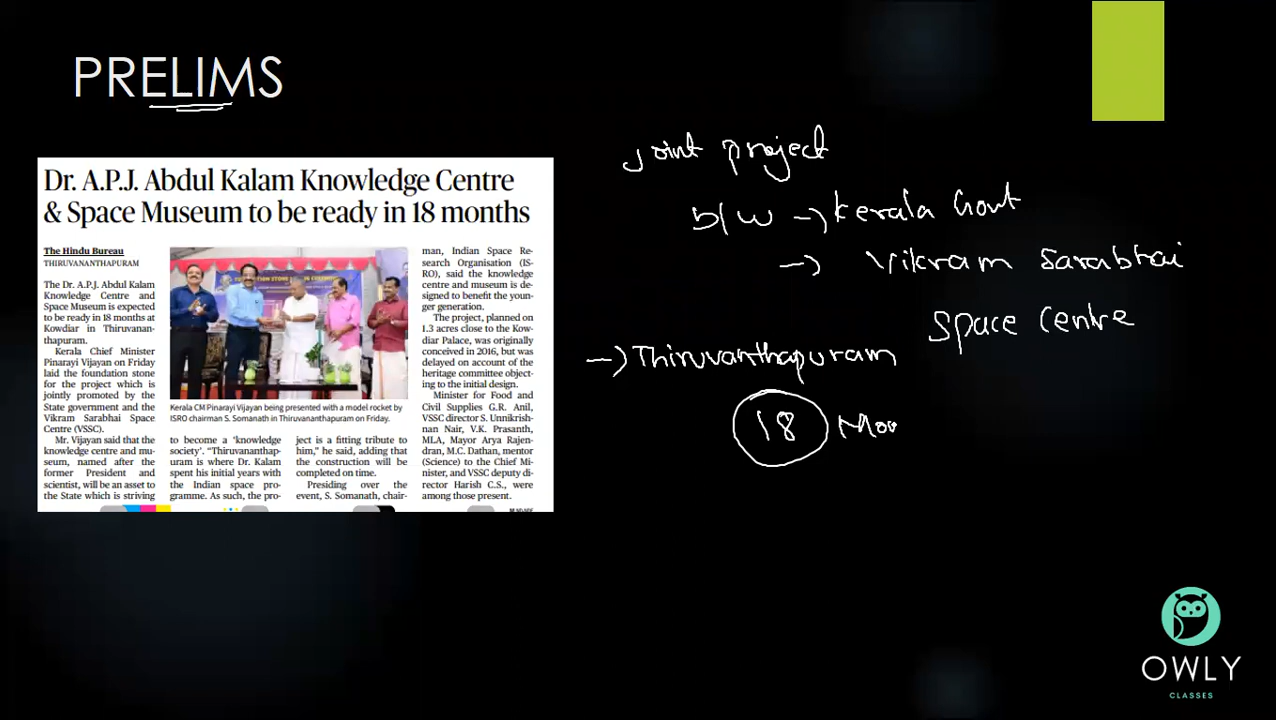 PRELIMS
Dr. A.P.J. Abdul Kalam Knowledge Centre
& Space Museum to be ready in 18 months
The Hindu Bureau
THIRUVANANTHAPURAM
The Dr. A.P.J. Abdul Kalam
Knowledge Centre and
Space Museum is expected
to be ready in 18 months at
Kowdiar in Thiruvanan-
thapuram.
Kerala Chief Minister
Pinarayi Vijayan on Friday
laid the foundation stone
for the project which is
jointly promoted by the
State government and the
Vikram Sarabhai Space
Centre (VSSC).
Mr. Vijayan said that the
knowledge centre and mu-
seum, named after the
former President and
scientist, will be an asset to
the State which is striving
Kerala CM Pinarayi Vijayan being presented with a model rocket by
ISRO chairman S. Somanath in Thiruvananthapuram on Friday.
to become a ‘knowledge
society’. “Thiruvananthap-
uram is where Dr. Kalam
spent his initial years with
the Indian space pro-
gramme. As such, the pro-
ject is a fitting tribute to
him,” he said, adding that
the construction will be
completed on time.
Presiding over the
event, S. Somanath, chair-
man, Indian Space Re-
search Organisation (IS-
RO), said the knowledge
centre and museum is de-
signed to benefit the youn-
ger generation.
The project, planned on
1.3 acres close to the Kow-
diar Palace, was originally
conceived in 2016, but was
delayed on account of the
heritage committee object-
ing to the initial design.
Minister for Food and
Civil Supplies G.R. Anil,
VSSC director S. Unnikrish-
nan Nair, V.K. Prasanth,
MLA, Mayor Arya Rajen-
dran, M.C. Dathan, mentor
(Science) to the Chief Mi-
nister, and VSSC deputy di-
rector Harish C.S., were
among those present.
Joint project
b/w → Kerala Govt
→ Vikram Sarabhai
Space Centre
→ Thiruvanthapuram
18 Mon
OWLY
CLASSES